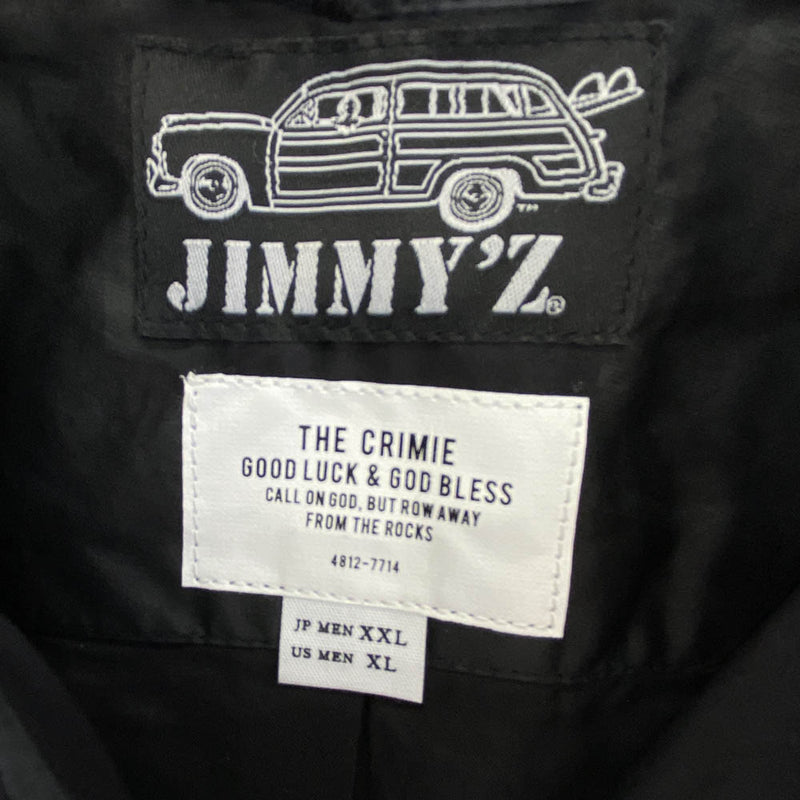 TM
JIMMY'Z®
THE CRIMIE
GOOD LUCK & GOD BLESS
CALL ON GOD, BUT ROW AWAY
FROM THE ROCKS
4812-7714
JP MEN XXL
US MEN XL